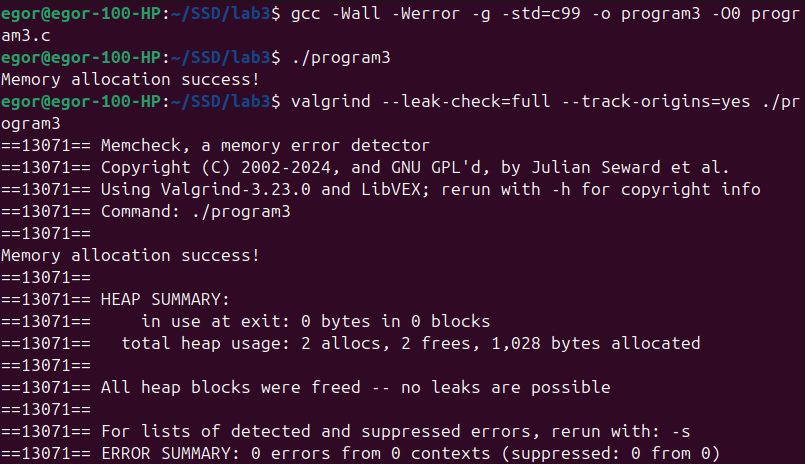 egor@egor-100-HP:~/SSD/lab3$ gcc -Wall -Werror -g -std=c99 -o program3 -O0 progr
am3.c
egor@egor-100-HP:~/SSD/lab3$ ./program3
Memory allocation success!
egor@egor-100-HP:~/SSD/lab3$ valgrind --leak-check=full --track-origins=yes ./pr
ogram3
==13071== Memcheck, a memory error detector
==13071== Copyright (C) 2002-2024, and GNU GPL'd, by Julian Seward et al.
==13071== Using Valgrind-3.23.0 and LibVEX; rerun with -h for copyright info
==13071== Command: ./program3
==13071==
Memory allocation success!
==13071==
==13071== HEAP SUMMARY:
==13071==     in use at exit: 0 bytes in 0 blocks
==13071==   total heap usage: 2 allocs, 2 frees, 1,028 bytes allocated
==13071==
==13071== All heap blocks were freed -- no leaks are possible
==13071==
==13071== For lists of detected and suppressed errors, rerun with: -s
==13071== ERROR SUMMARY: 0 errors from 0 contexts (suppressed: 0 from 0)